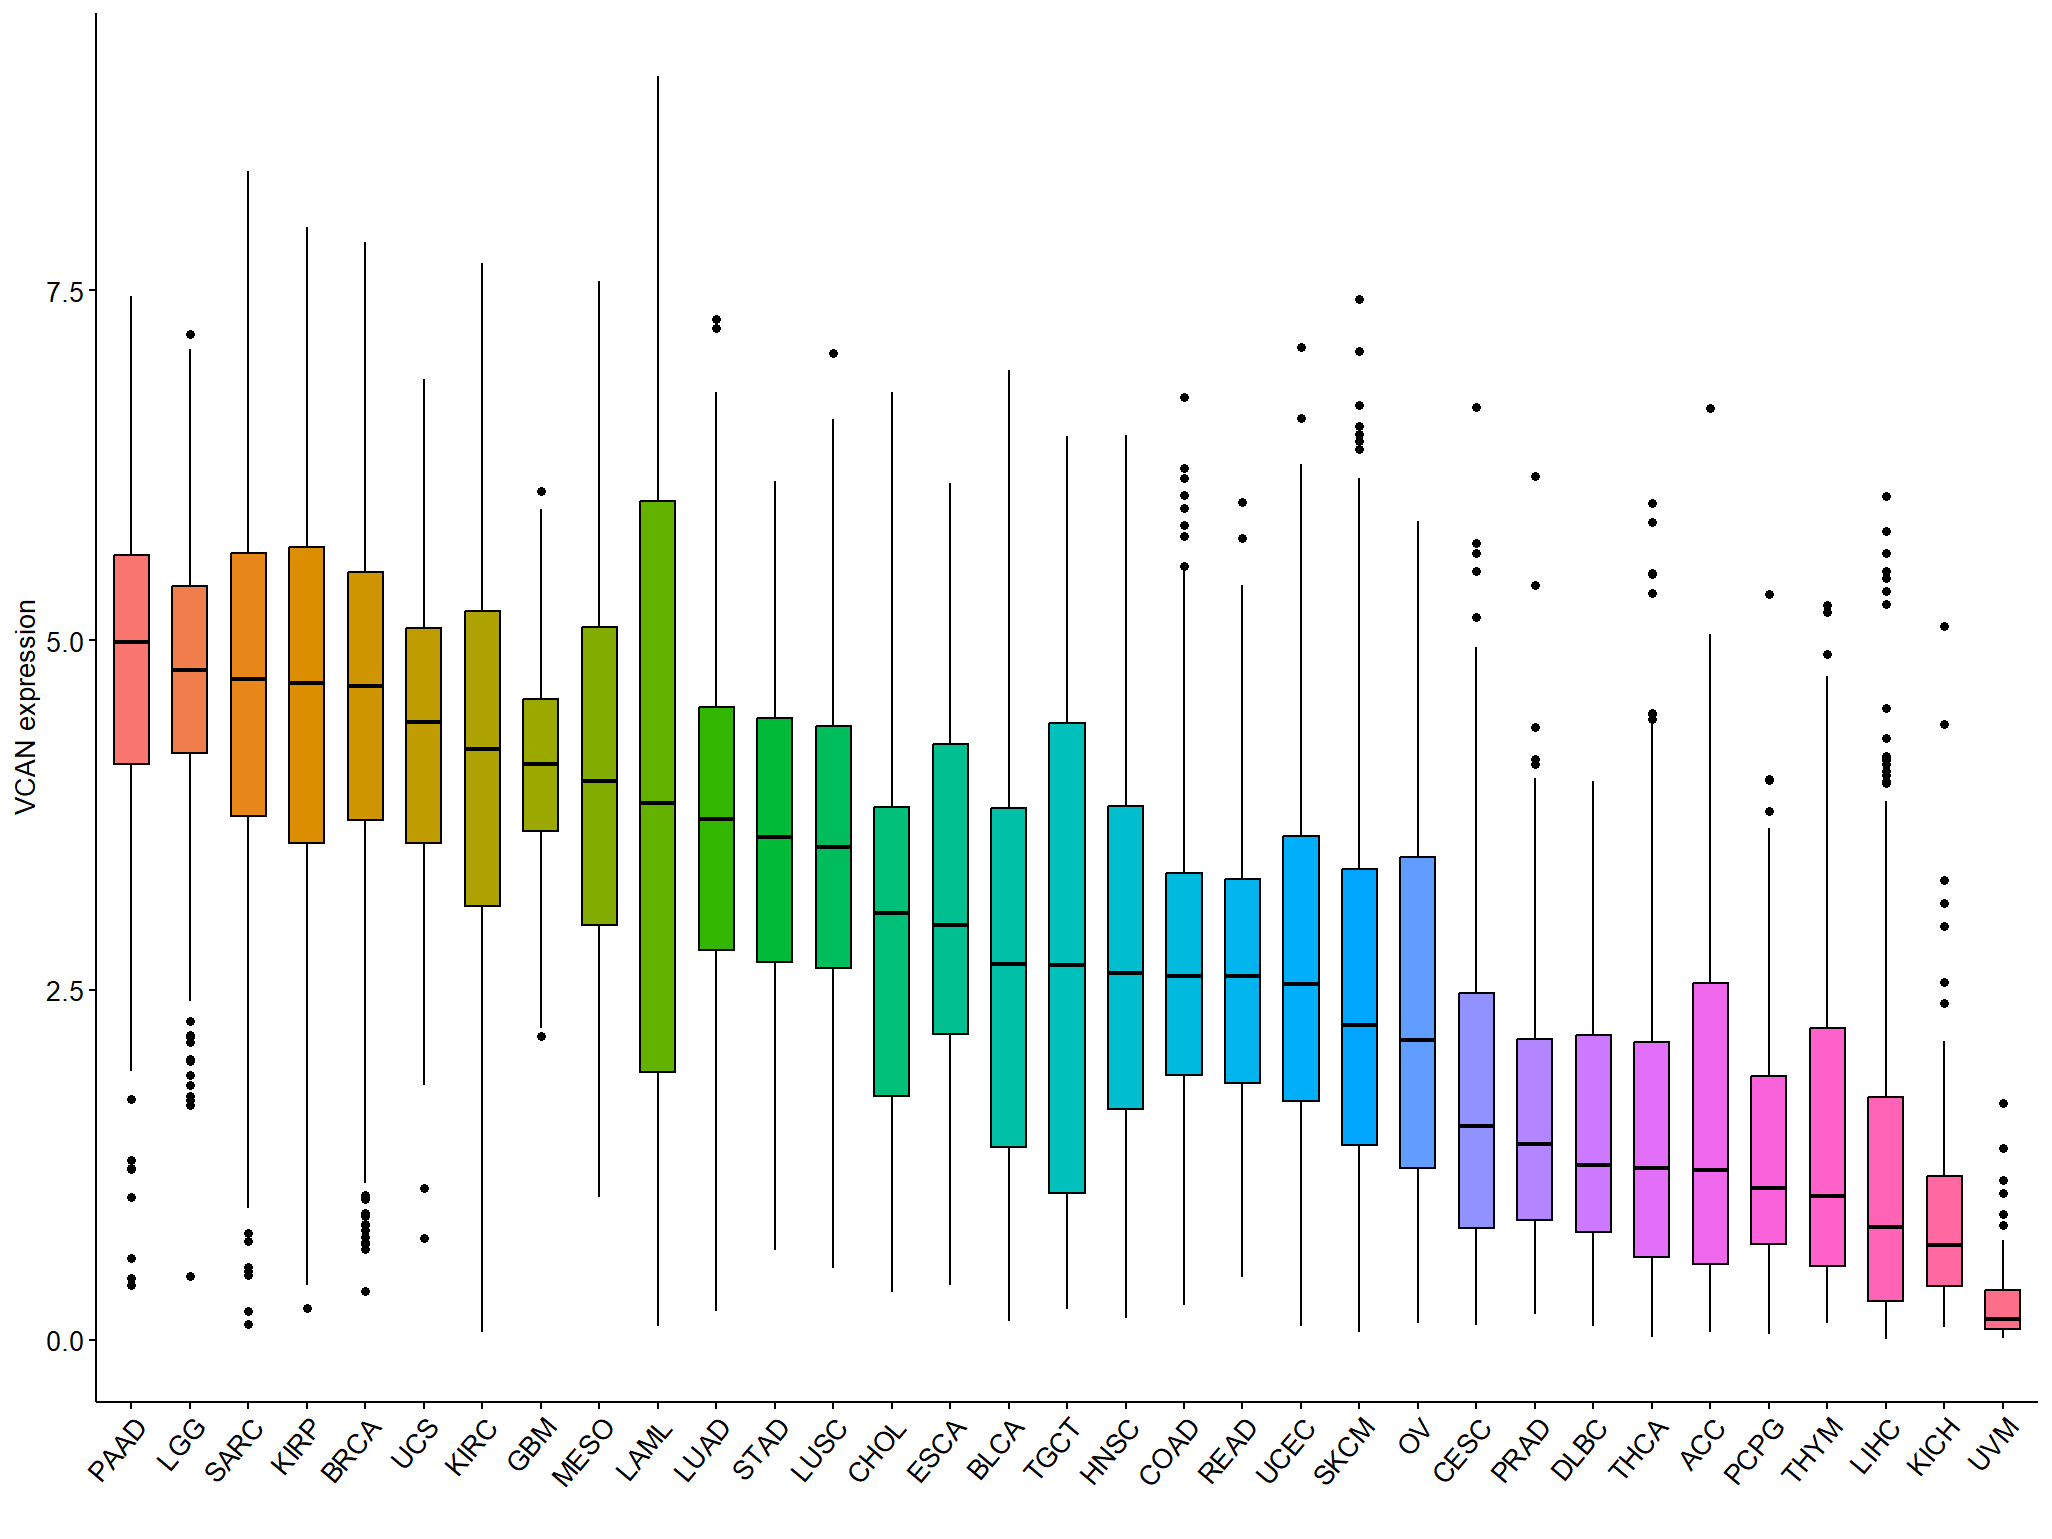 VCAN expression
7.5
5.0
2.5
0.0
PAAD
LGG
SARC
KIRP
BRCA
UCS
KIRC
GBM
MESO
LAML
LUAD
STAD
LUSC
CHOL
ESCA
BLCA
TGCT
HNSC
COAD
READ
UCEC
SKCM
OV
CESC
PRAD
DLBC
THCA
ACC
PCPG
THYM
LIHC
KICH
UVM